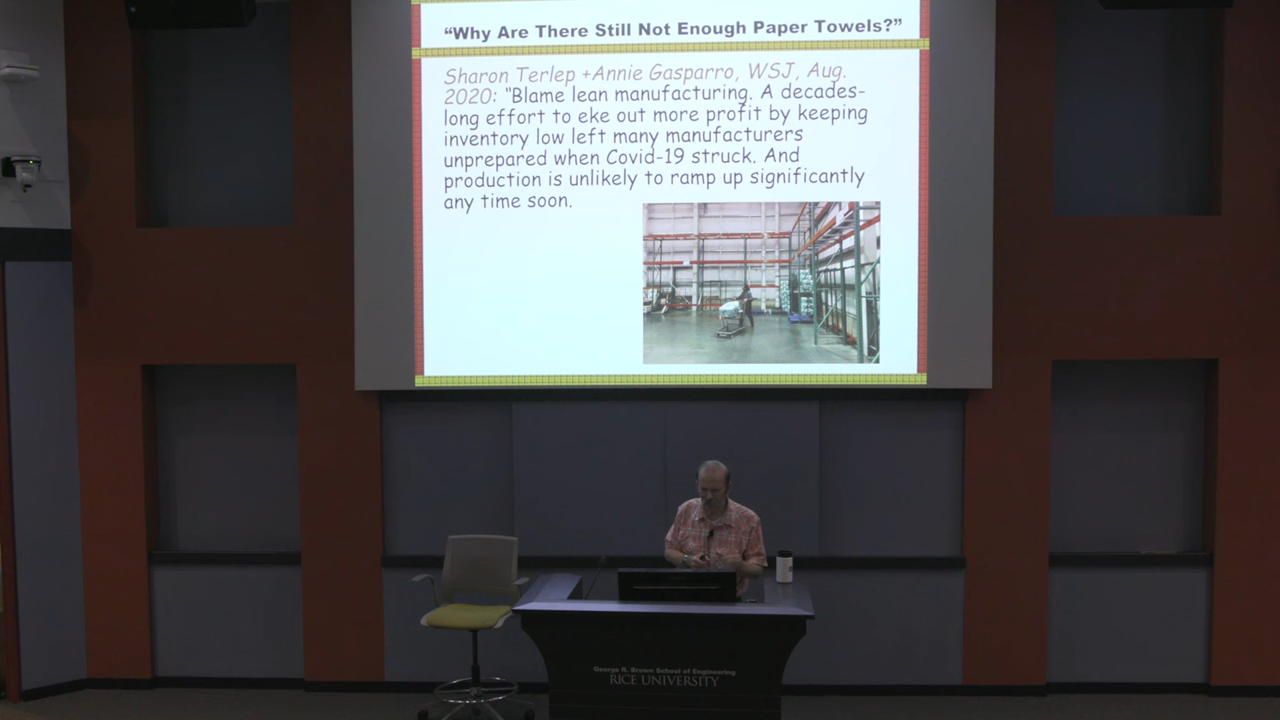 “Why Are There Still Not Enough Paper Towels?”
Sharon Terlep +Annie Gasparro, WSJ, Aug.
2020: “Blame lean manufacturing. A decades-
long effort to eke out more profit by keeping
inventory low left many manufacturers
unprepared when Covid-19 struck. And
production is unlikely to ramp up significantly
any time soon.
George R. Brown School of Engineering
RICE UNIVERSITY